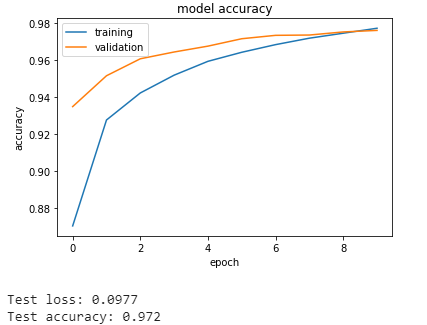 model accuracy
training
validation
0.98
0.96
0.94
0.92
0.90
0.88
accuracy
0 2 4 6 8
epoch
Test loss: 0.0977
Test accuracy: 0.972